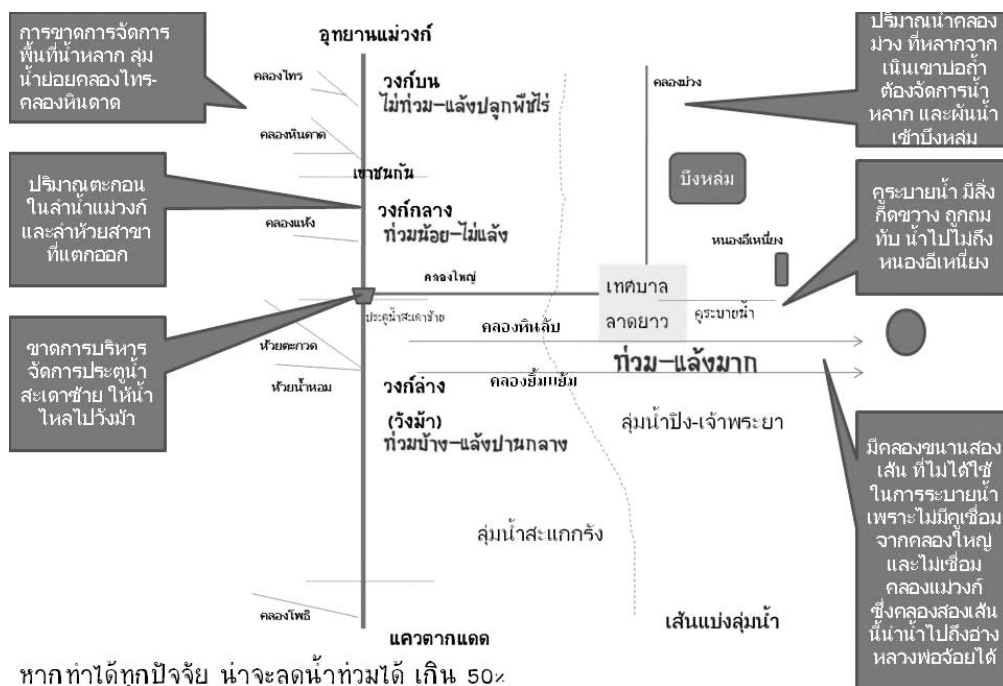 การขาดการจัดการ
พื้นที่น้ำหลาก ลุ่ม
น้ำย่อยคลองไทร-
คลองหินดาด
ปริมาณตะกอน
ในลำน้ำแม่วงก์
และลำห้วยสาขา
ที่แตกออก
ขาดการบริหาร
จัดการประตูน้ำ
สะเดาซ้าย ให้น้ำ
ไหลไปวังม้า
อุทยานแม่วงก์
คลองไทร
วงก์บน
ไม่ท่วม-แล้งปลูกพืชไร่
คลองหินดาด
เขาชนกัน
วงก์กลาง
ท่วมน้อย-ไม่แล้ง
คลองแห้ง
คลองใหญ่
ประตูน้ำสะเดาซ้าย
ห้วยตะกวด
ห้วยน้ำหอม
คลองหินลับ
คลองยิ้มแย้ม
วงก์ล่าง
(วังม้า)
ท่วมบ้าง-แล้งปานกลาง
ลุ่มน้ำสะแกกรัง
คลองโพธิ์
แควตากแดด
คลองม่วง
บึงหล่ม
หนองอีเหนี่ยง
เทศบาล
ลาดยาว
คูระบายน้ำ
ท่วม-แล้งมาก
ลุ่มน้ำปิง-เจ้าพระยา
เส้นแบ่งลุ่มน้ำ
ปริมาณน้ำคลอง
ม่วง ที่หลากจาก
เนินเขาบ่อถ้ำ
ต้องจัดการน้ำ
หลาก และผันน้ำ
เข้าบึงหล่ม
คูระบายน้ำ มีสิ่ง
กีดขวาง ถูกถม
ทับ น้ำไปไม่ถึง
หนองอีเหนี่ยง
มีคลองขนานสอง
เส้น ที่ไม่ได้ใช้
ในการระบายน้ำ
เพราะไม่มีคูเชื่อม
จากคลองใหญ่
และไม่เชื่อม
คลองแม่วงก์
ซึ่งคลองสองเส้น
นี้นำน้ำไปถึงอ่าง
หลวงพ่อจ้อยได้
หากทำได้ทุกปัจจัย น่าจะลดน้ำท่วมได้ เกิน 50%